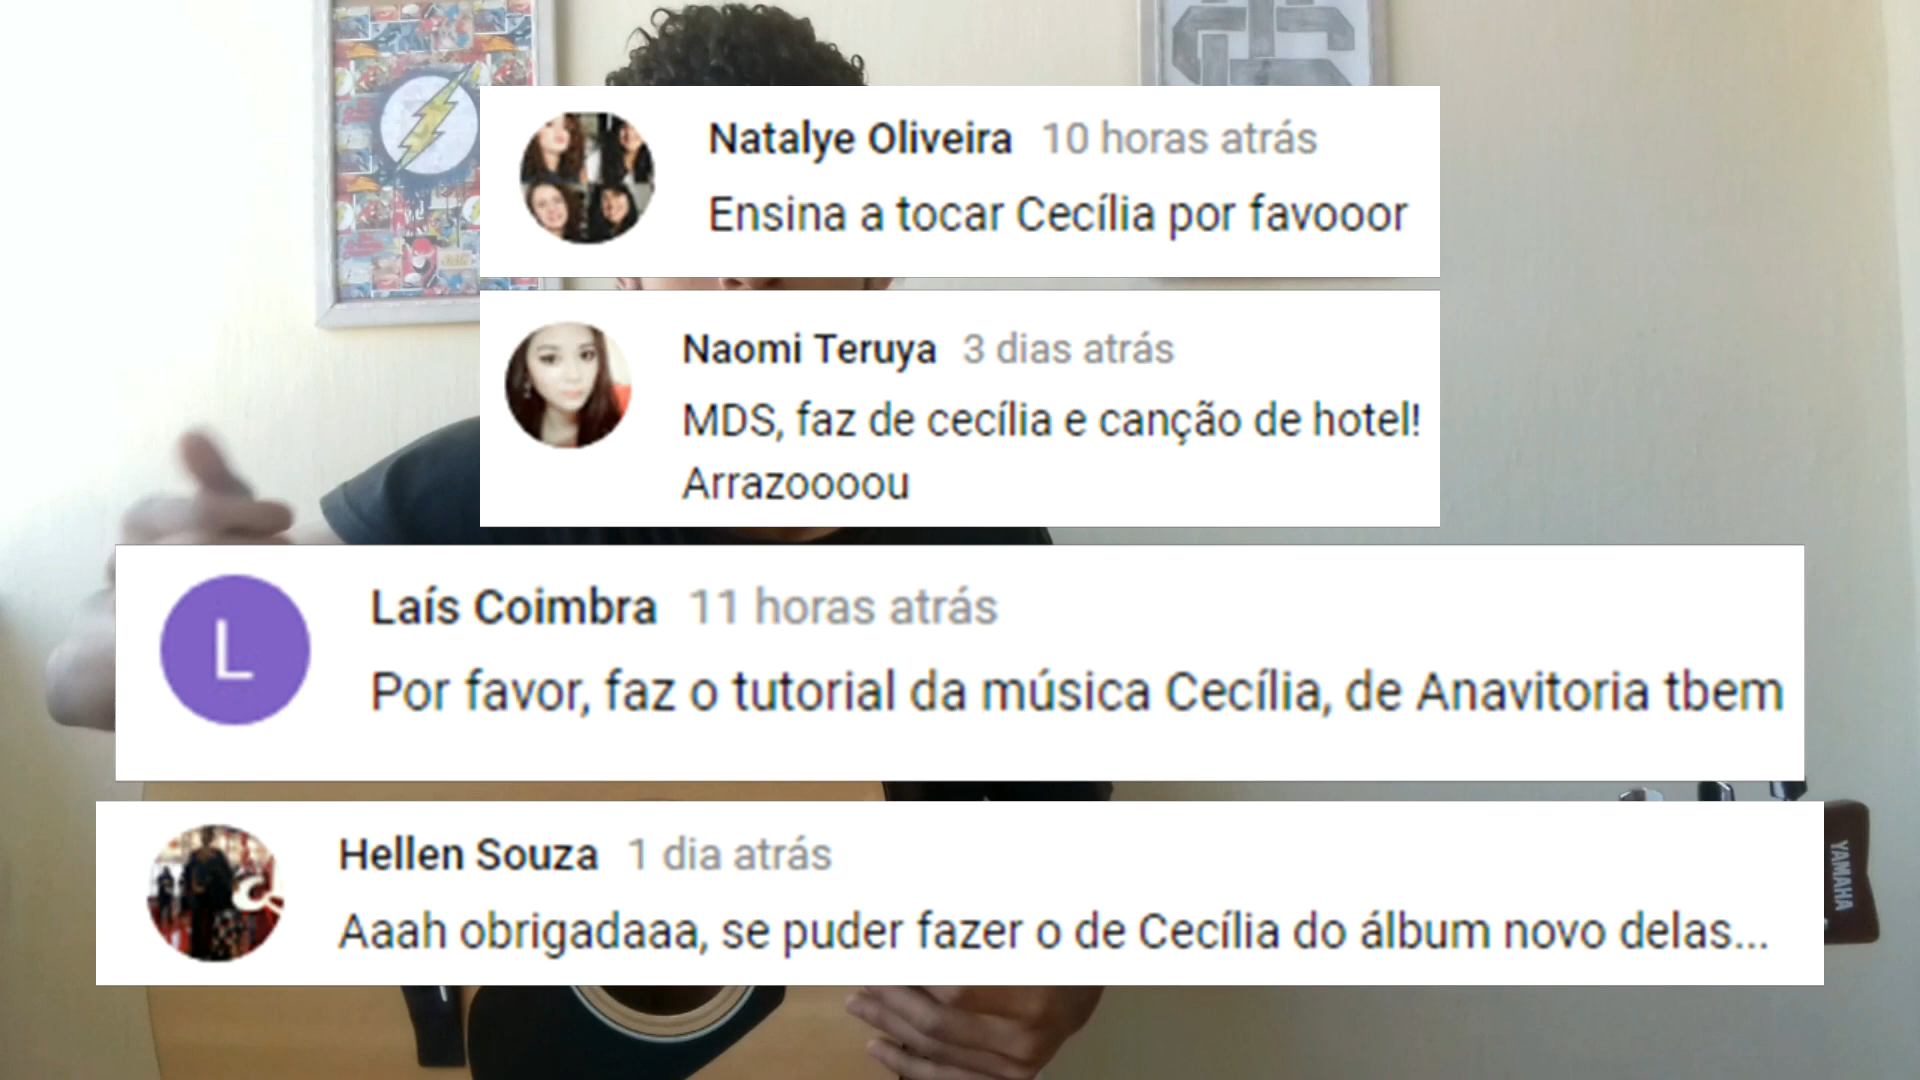 Natalye Oliveira 10 horas atrás
Ensina a tocar Cecília por favooor
Naomi Teruya 3 dias atrás
MDS, faz de cecília e canção de hotel!
Arrazoooou
L
Laís Coimbra 11 horas atrás
Por favor, faz o tutorial da música Cecília, de Anavitoria tbem
Hellen Souza 1 dia atrás
Aaah obrigadaaa, se puder fazer o de Cecília do álbum novo delas...
YAMAHA